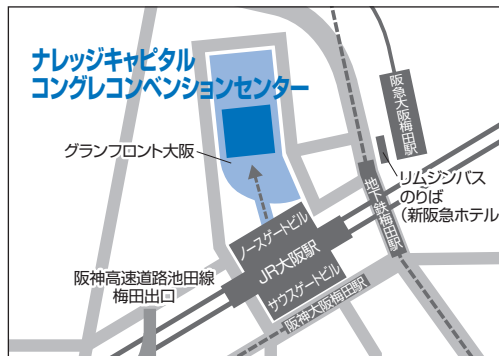 ナレッジキャピタル
コングレコンベンションセンター
グランフロント大阪
阪急大阪梅田駅
リムジンバス
のりば
(新阪急ホテル
地下鉄梅田駅
ノースゲートビル
JR大阪駅
サウスゲートビル
阪神高速道路池田線
梅田出口
阪神大阪梅田駅